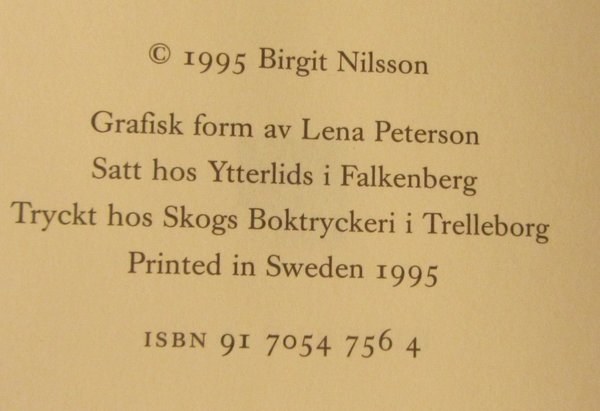 © 1995 Birgit Nilsson
Grafisk form av Lena Peterson
Satt hos Ytterlids i Falkenberg
Tryckt hos Skogs Boktryckeri i Trelleborg
Printed in Sweden 1995
ISBN 91 7054 756 4